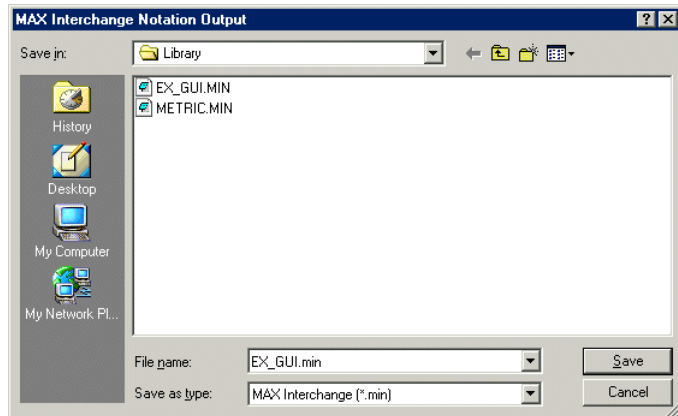 MAX Interchange Notation Output
Save in: Library
EX_GUI.MIN
METRIC.MIN
History
Desktop
My Computer
My Network Pl...
File name: EX_GUI.min Save
Save as type: MAX Interchange (*.min) Cancel